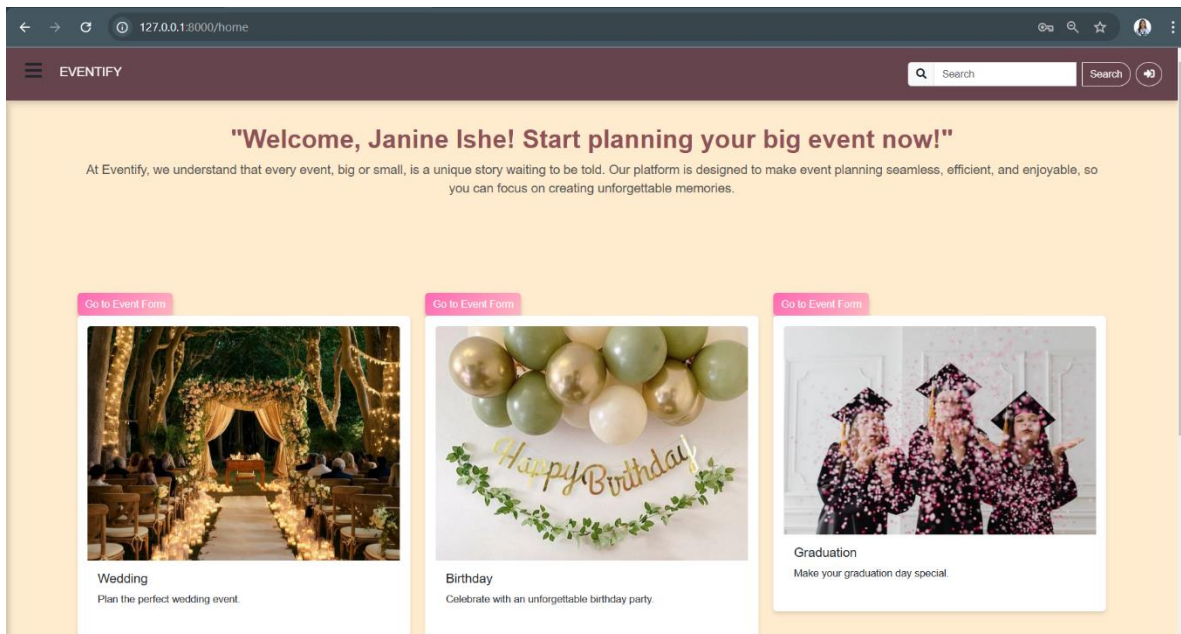 127.0.0.1:8000/home
EVENTIFY
Search
Search
"Welcome, Janine Ishe! Start planning your big event now!"
At Eventify, we understand that every event, big or small, is a unique story waiting to be told. Our platform is designed to make event planning seamless, efficient, and enjoyable, so
you can focus on creating unforgettable memories.
Go to Event Form
Go to Event Form
Go to Event Form
Happy Birthday
Wedding
Plan the perfect wedding event.
Birthday
Celebrate with an unforgettable birthday party.
Graduation
Make your graduation day special.